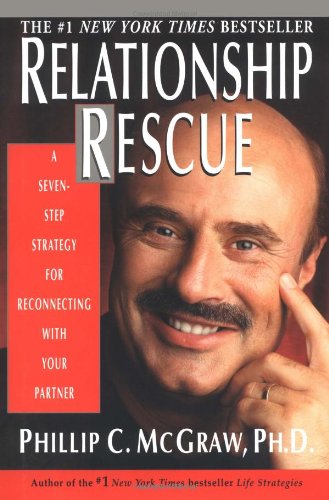 THE #1 NEW YORK TIMES BESTSELLER
RELATIONSHIP
RESCUE
A
SEVEN-
STEP
STRATEGY
FOR
RECONNECTING
WITH
YOUR
PARTNER
PHILLIP C. MCGRAW, PH.D.
Author of the #1 New York Times bestseller Life Strategies